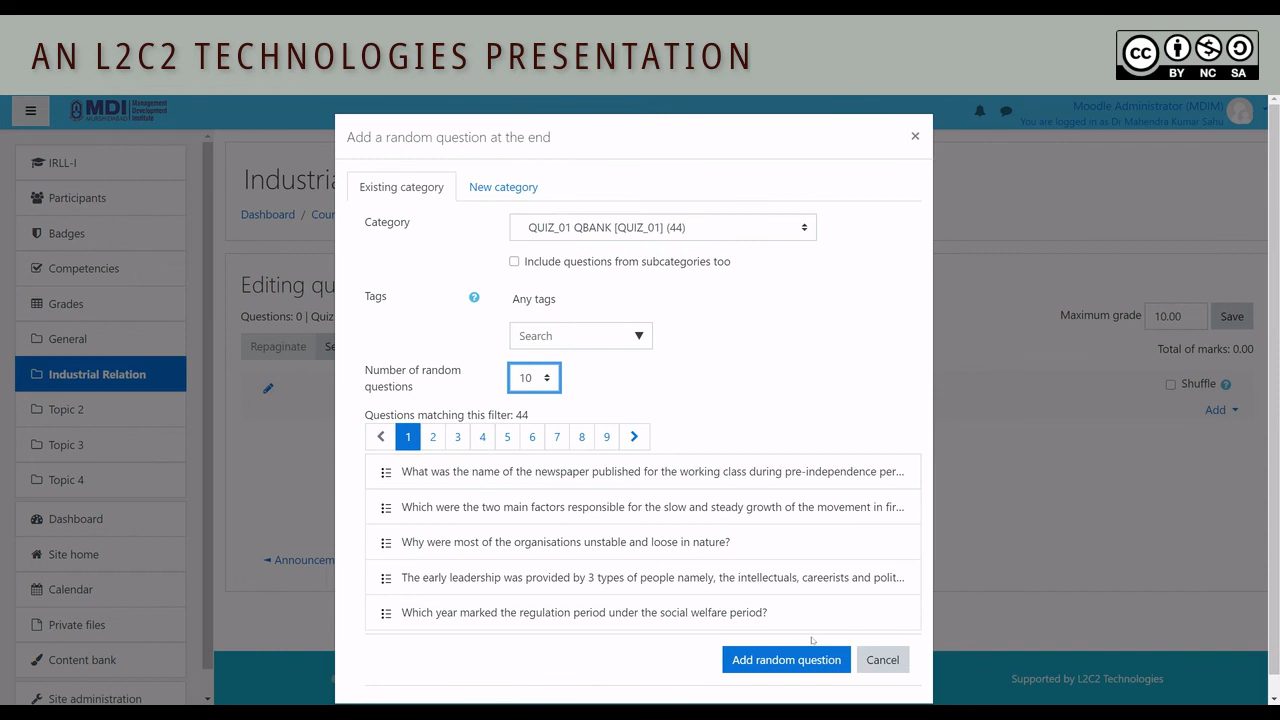 AN L2C2 TECHNOLOGIES PRESENTATION
CC BY NC SA
MDI Management Development Institute
MURSHIDABAD
Moodle Administrator (MDIM)
You are logged in as Dr Mahendra Kumar Sahu
IRLL-I
Participants
Badges
Competencies
Grades
General
Industrial Relation
Topic 2
Topic 3
Topic 4
Dashboard
Site home
Calendar
Private files
Content bank
Site administration
Industria
Dashboard / Cour
Editing qu
Questions: 0 | Quiz
Repaginate Se
◄ Announcem
Add a random question at the end ×
Existing category New category
Category QUIZ_01 QBANK [QUIZ_01] (44)
Include questions from subcategories too
Tags ? Any tags
Search ▼
Number of random questions 10
Questions matching this filter: 44
1 2 3 4 5 6 7 8 9
What was the name of the newspaper published for the working class during pre-independence per...
Which were the two main factors responsible for the slow and steady growth of the movement in fir...
Why were most of the organisations unstable and loose in nature?
The early leadership was provided by 3 types of people namely, the intellectuals, careerists and polit...
Which year marked the regulation period under the social welfare period?
Add random question Cancel
Maximum grade 10.00 Save
Total of marks: 0.00
Shuffle ?
Add
Supported by L2C2 Technologies